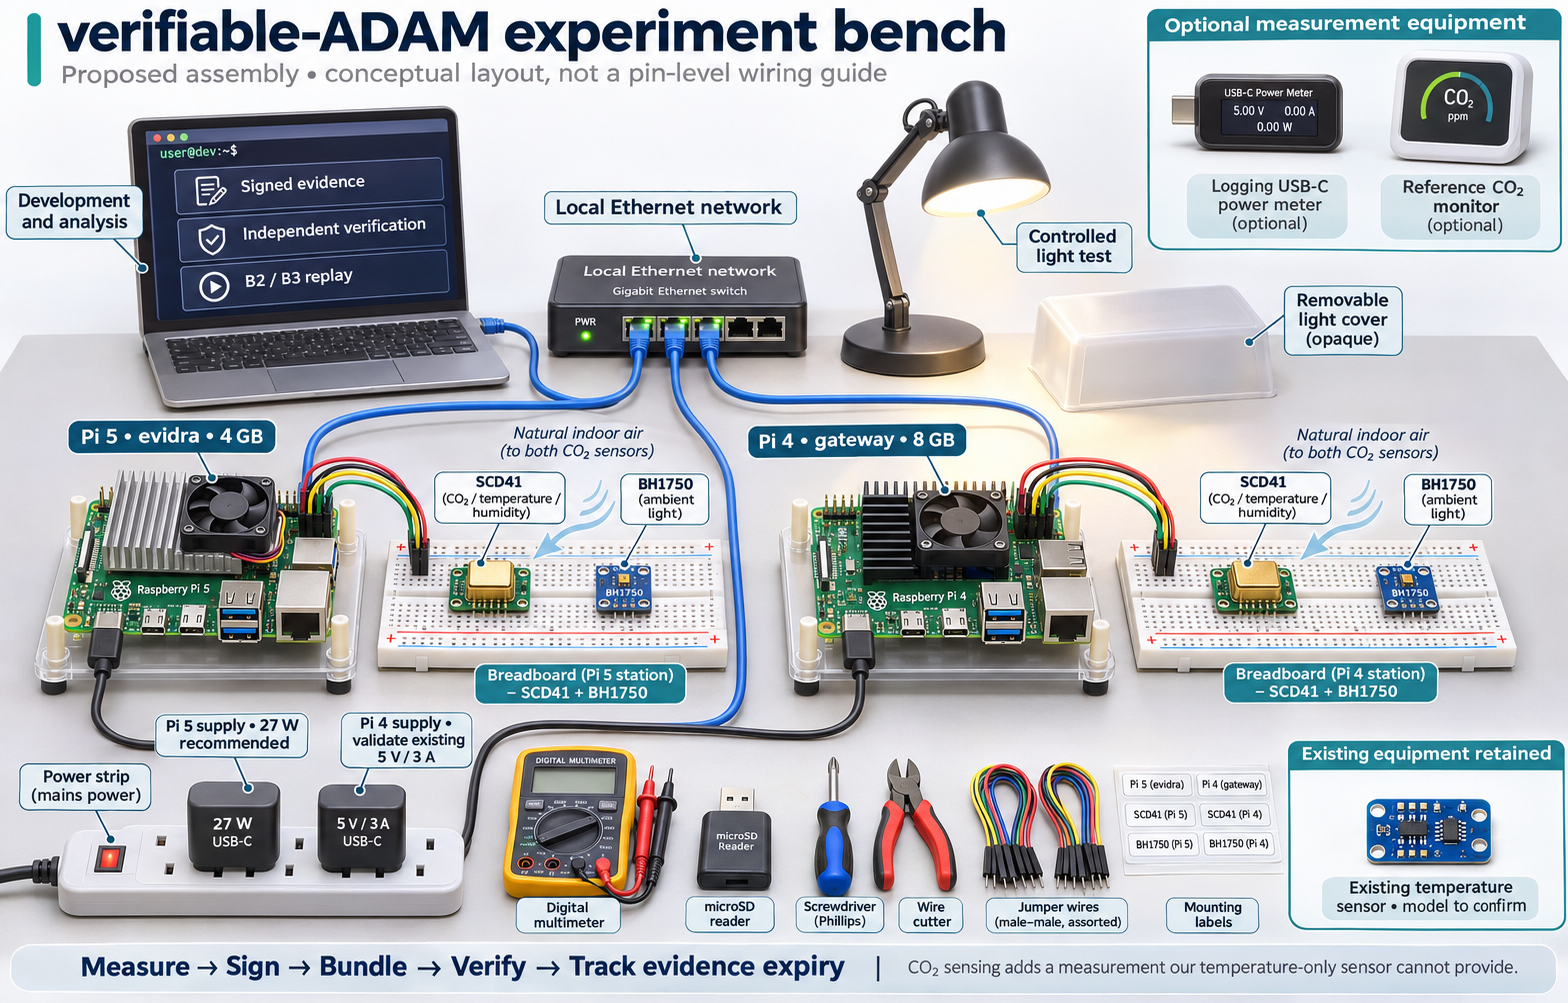 verifiable-ADAM experiment bench
Proposed assembly • conceptual layout, not a pin-level wiring guide
Optional measurement equipment
USB-C Power Meter
5.00 V 0.00 A
0.00 W
CO₂
ppm
Logging USB-C
power meter
(optional)
Reference CO₂
monitor
(optional)
user@dev:~$
Signed evidence
Independent verification
B2 / B3 replay
Development
and analysis
Local Ethernet network
Local Ethernet network
Gigabit Ethernet switch
PWR
Controlled
light test
Removable
light cover
(opaque)
Pi 5 • evidra • 4 GB
Natural indoor air
(to both CO₂ sensors)
SCD41
(CO₂ / temperature /
humidity)
BH1750
(ambient
light)
Pi 4 • gateway • 8 GB
Natural indoor air
(to both CO₂ sensors)
SCD41
(CO₂ / temperature /
humidity)
BH1750
(ambient
light)
Raspberry Pi 5
BH1750
Raspberry Pi 4
BH1750
Breadboard (Pi 5 station)
– SCD41 + BH1750
Breadboard (Pi 4 station)
– SCD41 + BH1750
Pi 5 supply • 27 W
recommended
Pi 4 supply •
validate existing
5 V / 3 A
Power strip
(mains power)
27 W
USB-C
5 V / 3 A
USB-C
DIGITAL MULTIMETER
Digital
multimeter
microSD
Reader
microSD
reader
Screwdriver
(Phillips)
Wire
cutter
Jumper wires
(male–male, assorted)
Pi 5 (evidra) Pi 4 (gateway)
SCD41 (Pi 5) SCD41 (Pi 4)
BH1750 (Pi 5) BH1750 (Pi 4)
Mounting
labels
Existing equipment retained
Existing temperature
sensor • model to confirm
Measure → Sign → Bundle → Verify → Track evidence expiry | CO₂ sensing adds a measurement our temperature-only sensor cannot provide.